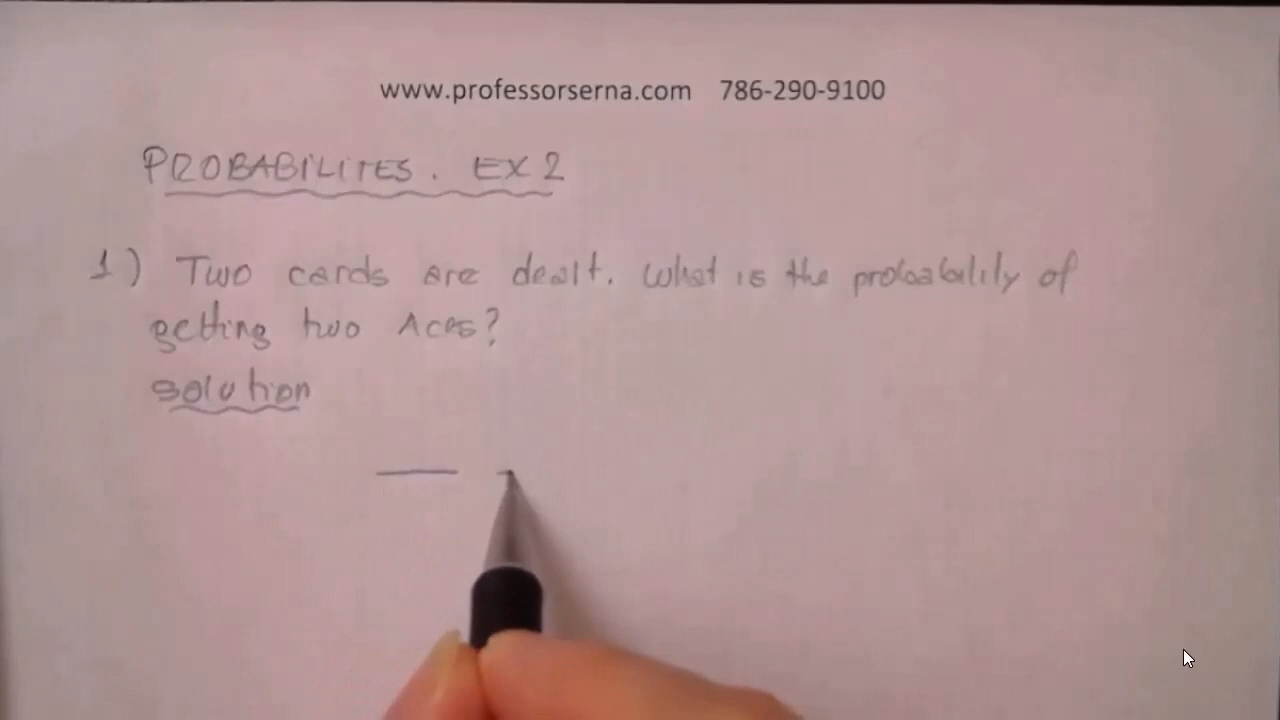 www.professorserna.com 786-290-9100
PROBABILITES. EX 2
1) Two cards are dealt. What is the probability of
getting two Aces?
solution